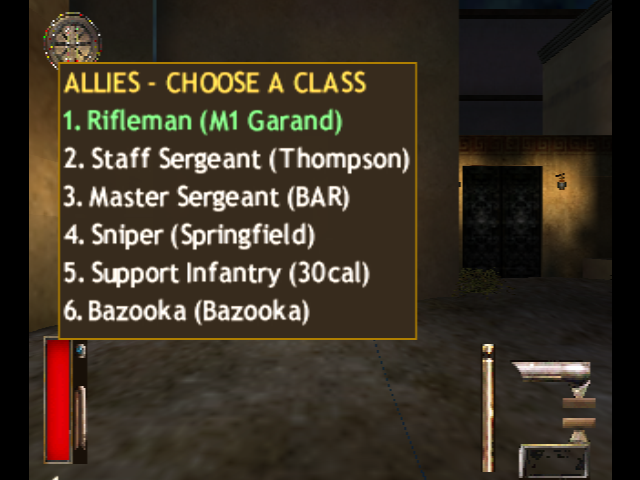 ALLIES - CHOOSE A CLASS
1. Rifleman (M1 Garand)
2. Staff Sergeant (Thompson)
3. Master Sergeant (BAR)
4. Sniper (Springfield)
5. Support Infantry (30cal)
6. Bazooka (Bazooka)